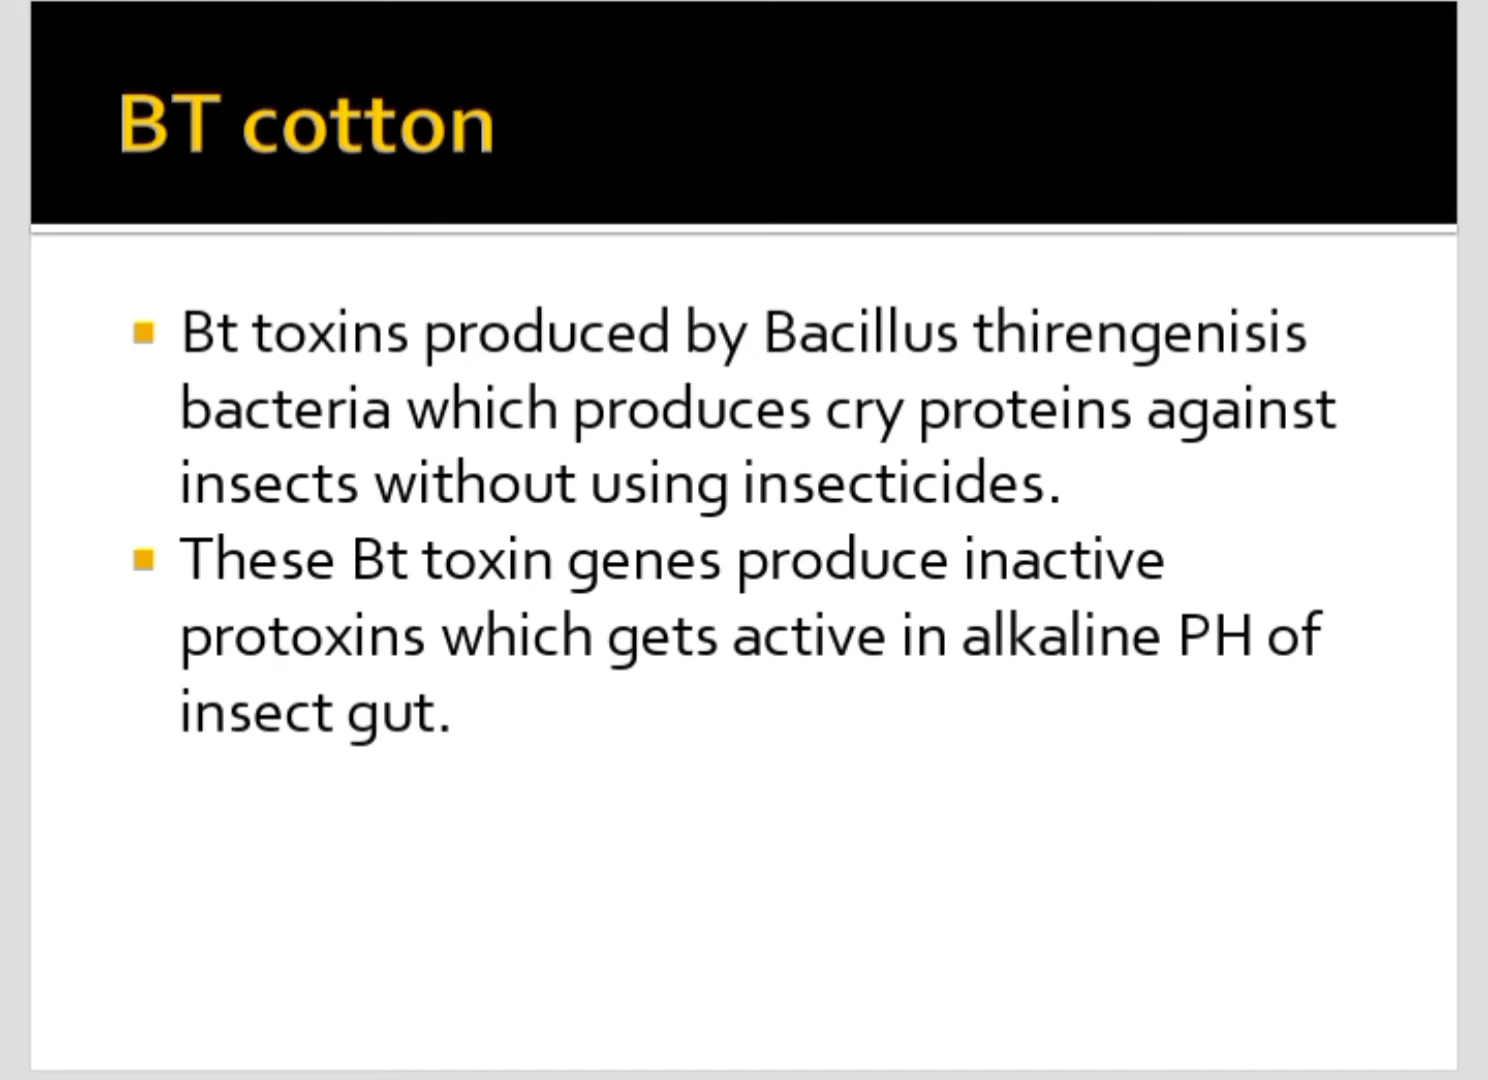 BT cotton
Bt toxins produced by Bacillus thirengenisis
bacteria which produces cry proteins against
insects without using insecticides.
These Bt toxin genes produce inactive
protoxins which gets active in alkaline PH of
insect gut.